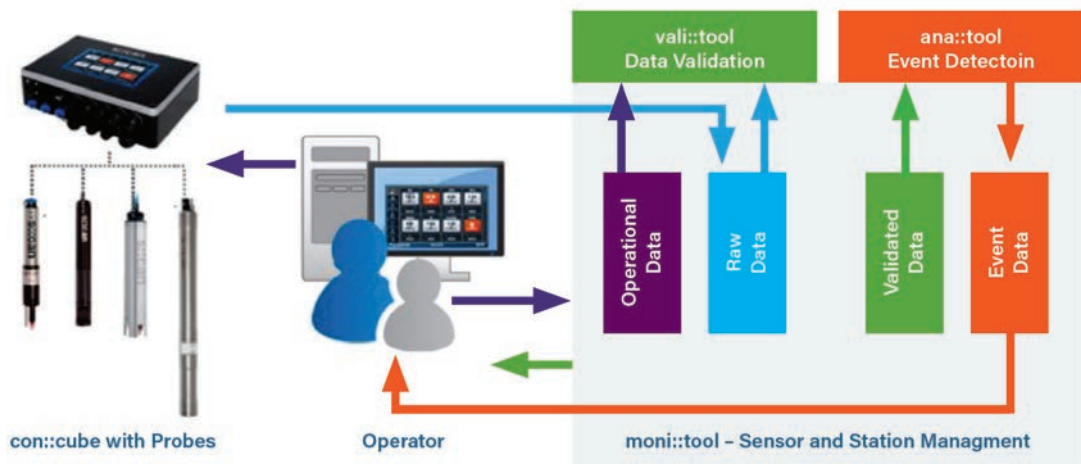 vali::tool
Data Validation
ana::tool
Event Detectoin
Operational
Data
Raw
Data
Validated
Data
Event
Data
con::cube with Probes
Operator
moni::tool – Sensor and Station Managment